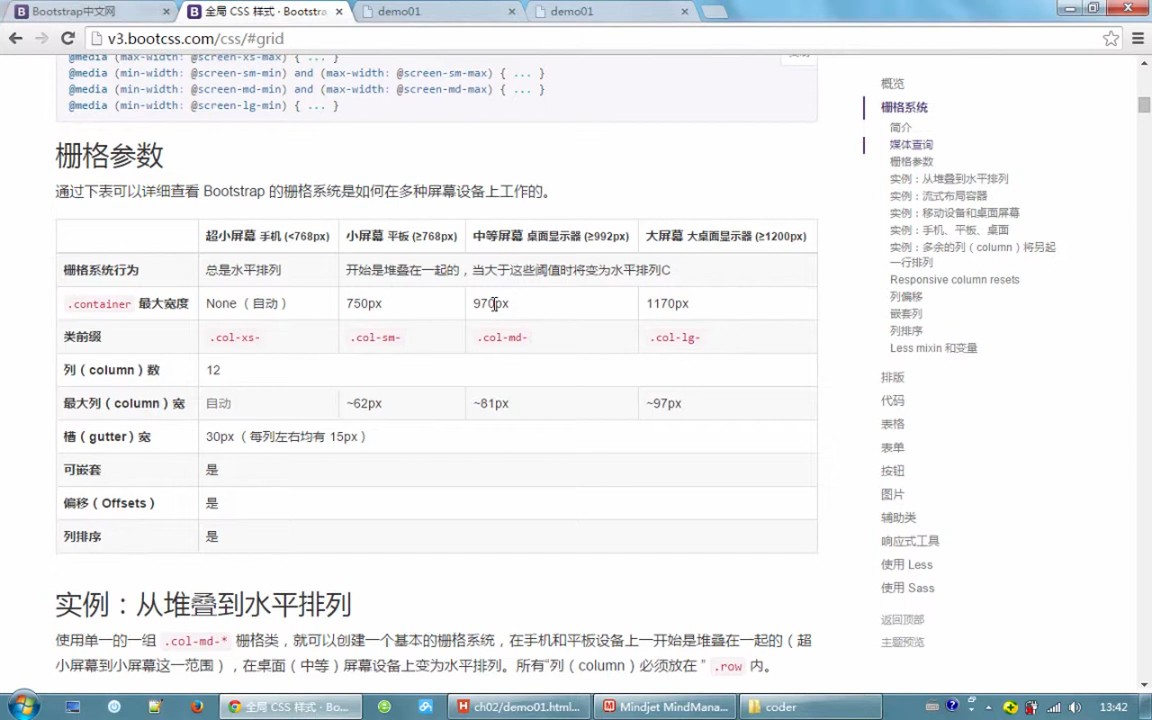 Bootstrap中文网
全局 CSS 样式 · Bootstra
demo01
demo01
v3.bootcss.com/css/#grid
@media (max-width: @screen-xs-max) { ... }
@media (min-width: @screen-sm-min) and (max-width: @screen-sm-max) { ... }
@media (min-width: @screen-md-min) and (max-width: @screen-md-max) { ... }
@media (min-width: @screen-lg-min) { ... }
栅格参数
通过下表可以详细查看 Bootstrap 的栅格系统是如何在多种屏幕设备上工作的。
超小屏幕 手机 (<768px) 小屏幕 平板 (≥768px) 中等屏幕 桌面显示器 (≥992px) 大屏幕 大桌面显示器 (≥1200px)
栅格系统行为 总是水平排列 开始是堆叠在一起的，当大于这些阈值时将变为水平排列C
.container 最大宽度 None（自动） 750px 970px 1170px
类前缀 .col-xs- .col-sm- .col-md- .col-lg-
列（column）数 12
最大列（column）宽 自动 ~62px ~81px ~97px
槽（gutter）宽 30px（每列左右均有 15px）
可嵌套 是
偏移（Offsets） 是
列排序 是
实例：从堆叠到水平排列
使用单一的一组 .col-md-* 栅格类，就可以创建一个基本的栅格系统，在手机和平板设备上一开始是堆叠在一起的（超
小屏幕到小屏幕这一范围），在桌面（中等）屏幕设备上变为水平排列。所有“列（column）必须放在 ” .row 内。
概览
栅格系统
简介
媒体查询
栅格参数
实例：从堆叠到水平排列
实例：流式布局容器
实例：移动设备和桌面屏幕
实例：手机、平板、桌面
实例：多余的列（column）将另起
一行排列
Responsive column resets
列偏移
嵌套列
列排序
Less mixin 和变量
排版
代码
表格
表单
按钮
图片
辅助类
响应式工具
使用 Less
使用 Sass
返回顶部
主题预览
全局 CSS 样式 · Bo...
ch02/demo01.html...
Mindjet MindMana...
coder
13:42